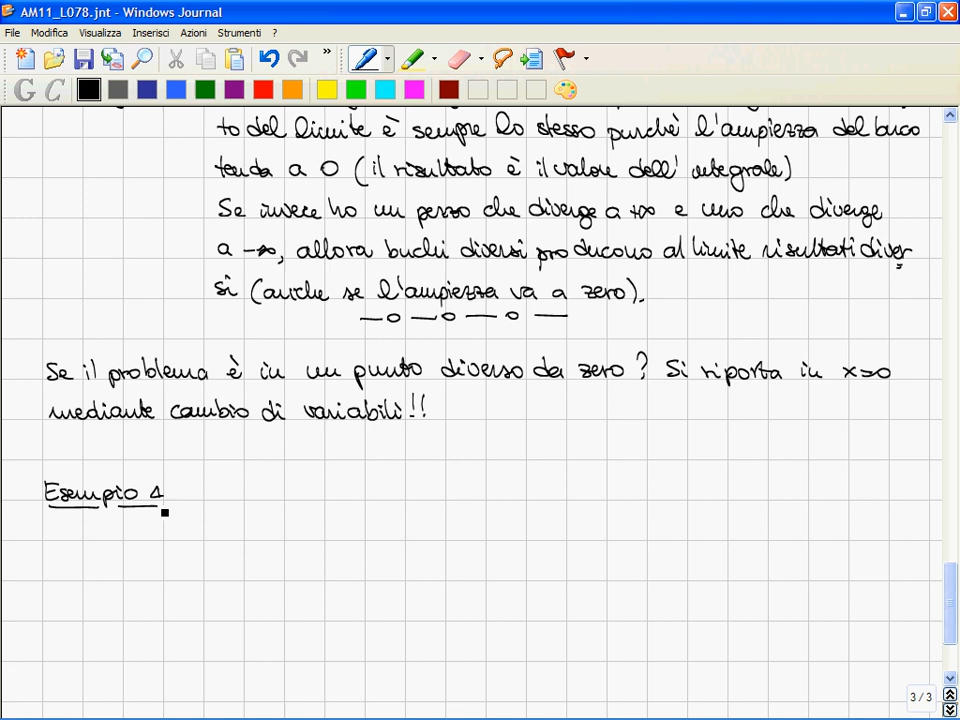 AM11_L078.jnt - Windows Journal
File Modifica Visualizza Inserisci Azioni Strumenti ?
to del limite è sempre lo stesso purchè l'ampiezza del buco
tenda a 0 (il risultato è il valore dell' integrale)
Se invece ho un pezzo che diverge a +∞ e uno che diverge
a -∞, allora buchi diversi producono al limite risultati diver
si (anche se l'ampiezza va a zero).
Se il problema è in un punto diverso da zero? Si riporta in x=0
mediante cambio di variabili!!
Esempio 1
3 / 3